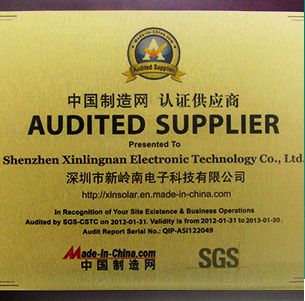 Made-in-China.com
Audited Supplier
中国制造网 认证供应商
AUDITED SUPPLIER
Presented To
Shenzhen Xinlingnan Electronic Technology Co., Ltd.
深圳市新岭南电子科技有限公司
http://xlnsolar.en.made-in-china.com/
In Recognition of Your Site Existence & Business Operations
Audited by SGS-CSTC on 2012-01-31. Validity is from 2012-01-31 to 2013-01-30.
Audit Report Serial No.: QIP-ASI122049
Made-in-China.com
中国制造网
SGS